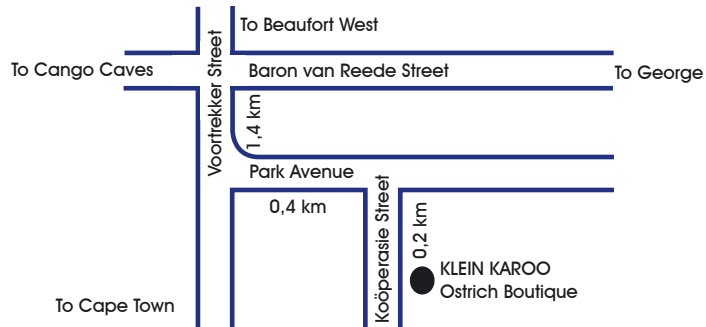 To Beaufort West
To Cango Caves
Voortrekker Street
Baron van Reede Street
To George
1,4 km
Park Avenue
0,4 km
Koöperasie Street
0,2 km
KLEIN KAROO
Ostrich Boutique
To Cape Town